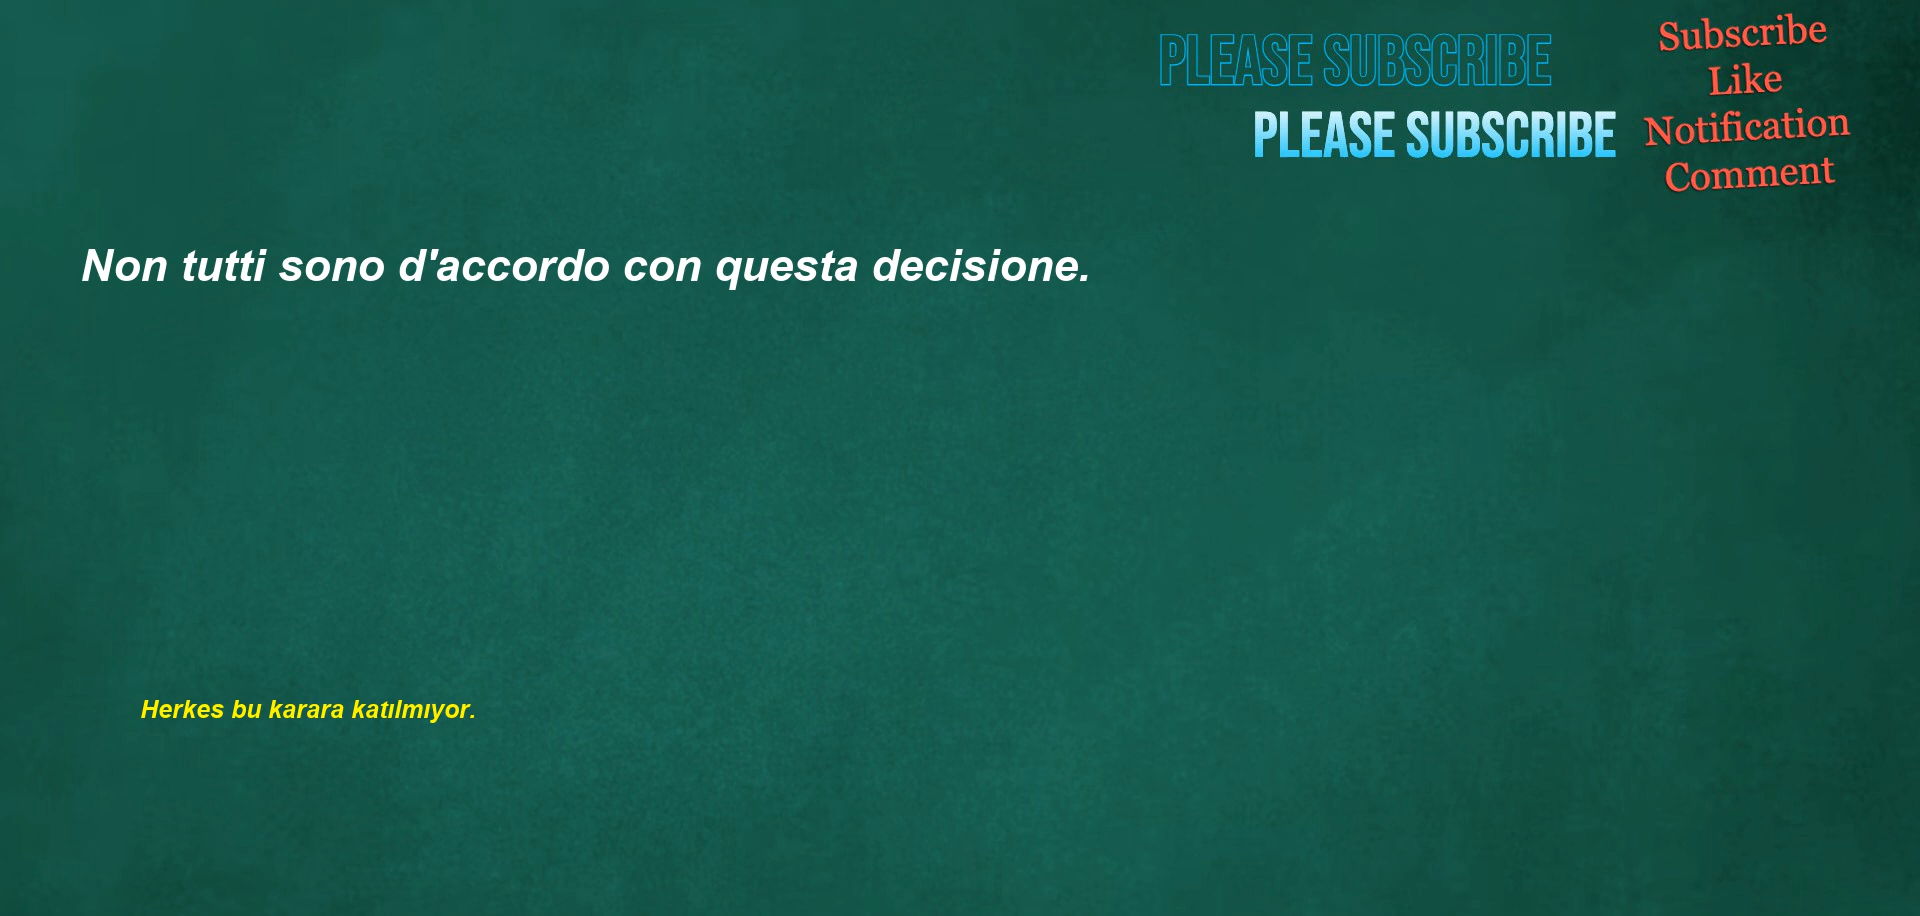 PLEASE SUBSCRIBE
PLEASE SUBSCRIBE
Subscribe
Like
Notification
Comment
Non tutti sono d'accordo con questa decisione.
Herkes bu karara katılmıyor.